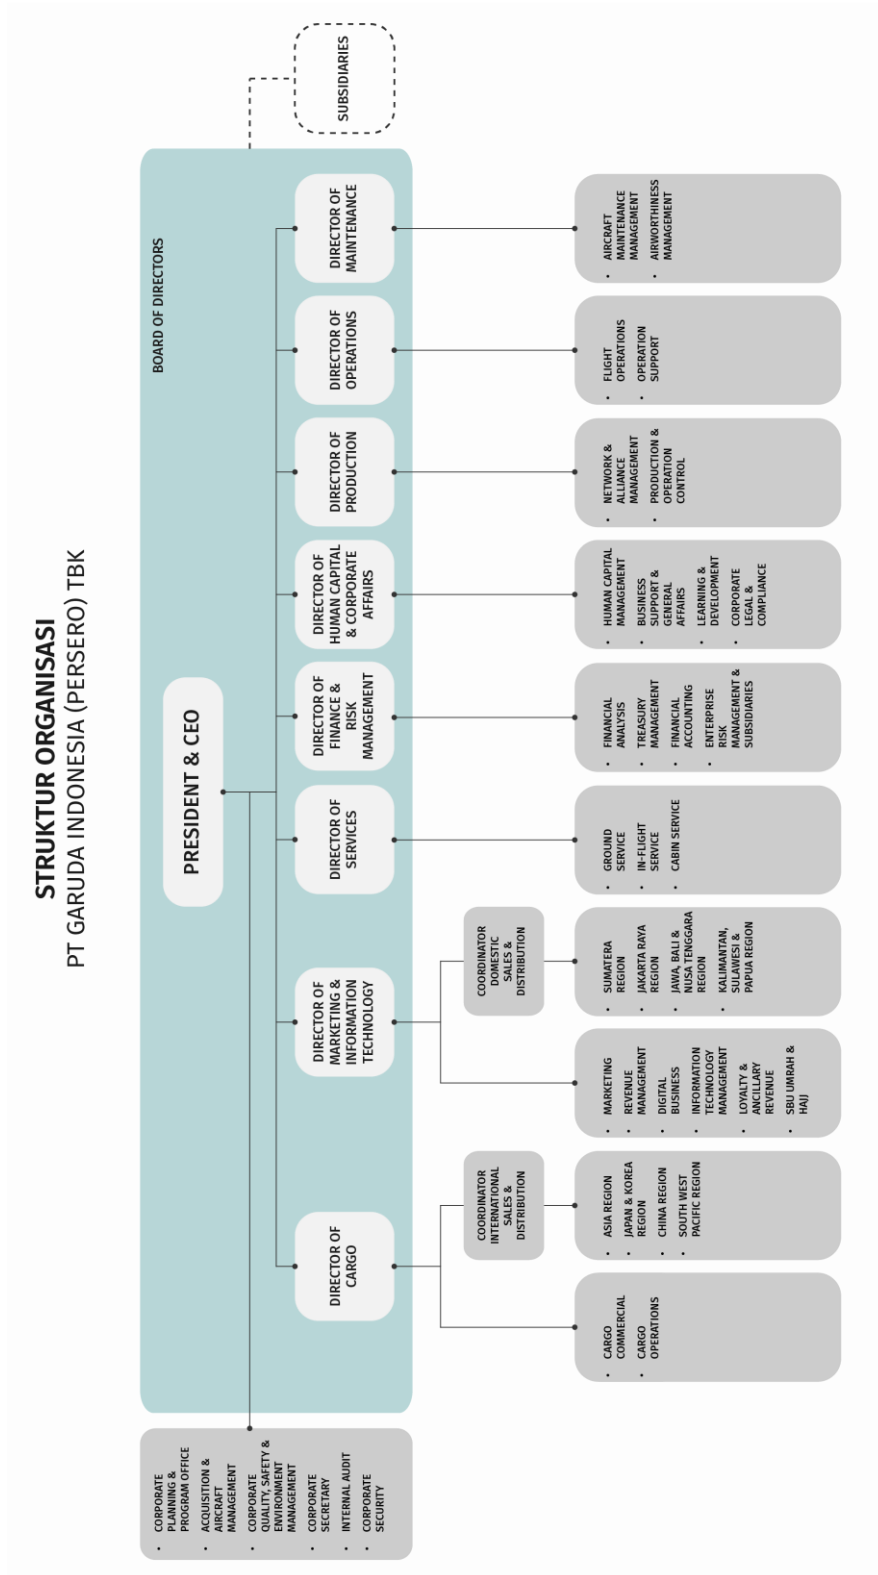 STRUKTUR ORGANISASI
PT GARUDA INDONESIA (PERSERO) TBK
BOARD OF DIRECTORS
PRESIDENT & CEO
SUBSIDIARIES
• CORPORATE
PLANNING &
PROGRAM OFFICE
• ACQUISITION &
AIRCRAFT
MANAGEMENT
• CORPORATE
QUALITY, SAFETY &
ENVIRONMENT
MANAGEMENT
• CORPORATE
SECRETARY
• INTERNAL AUDIT
• CORPORATE
SECURITY
DIRECTOR OF
CARGO
DIRECTOR OF
MARKETING &
INFORMATION
TECHNOLOGY
DIRECTOR OF
SERVICES
DIRECTOR OF
FINANCE &
RISK
MANAGEMENT
DIRECTOR OF
HUMAN CAPITAL
& CORPORATE
AFFAIRS
DIRECTOR OF
PRODUCTION
DIRECTOR OF
OPERATIONS
DIRECTOR OF
MAINTENANCE
COORDINATOR
INTERNATIONAL
SALES &
DISTRIBUTION
COORDINATOR
DOMESTIC
SALES &
DISTRIBUTION
• CARGO
COMMERCIAL
• CARGO
OPERATIONS
• ASIA REGION
• JAPAN & KOREA
REGION
• CHINA REGION
• SOUTH WEST
PACIFIC REGION
• MARKETING
• REVENUE
MANAGEMENT
• DIGITAL
BUSINESS
• INFORMATION
TECHNOLOGY
MANAGEMENT
• LOYALTY &
ANCILLARY
REVENUE
• SBU UMRAH &
HAJJ
• SUMATERA
REGION
• JAKARTA RAYA
REGION
• JAWA, BALI &
NUSA TENGGARA
REGION
• KALIMANTAN,
SULAWESI &
PAPUA REGION
• GROUND
SERVICE
• IN-FLIGHT
SERVICE
• CABIN SERVICE
• FINANCIAL
ANALYSIS
• TREASURY
MANAGEMENT
• FINANCIAL
ACCOUNTING
• ENTERPRISE
RISK
MANAGEMENT &
SUBSIDIARIES
• HUMAN CAPITAL
MANAGEMENT
• BUSINESS
SUPPORT &
GENERAL
AFFAIRS
• LEARNING &
DEVELOPMENT
• CORPORATE
LEGAL &
COMPLIANCE
• NETWORK &
ALLIANCE
MANAGEMENT
• PRODUCTION &
OPERATION
CONTROL
• FLIGHT
OPERATIONS
• OPERATION
SUPPORT
• AIRCRAFT
MAINTENANCE
MANAGEMENT
• AIRWORTHINESS
MANAGEMENT